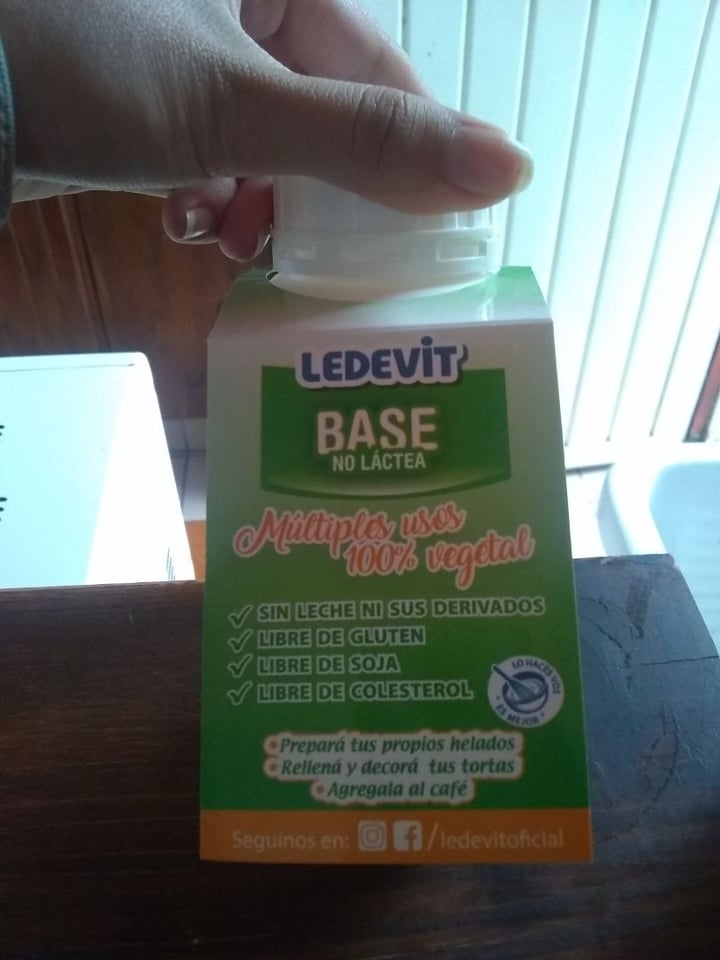 LEDEVIT
BASE
NO LÁCTEA
Múltiples usos
100% vegetal
SIN LECHE NI SUS DERIVADOS
LIBRE DE GLUTEN
LIBRE DE SOJA
LIBRE DE COLESTEROL
LO HACÉS VOS
• ES MEJOR •
• Prepará tus propios helados
• Rellená y decorá tus tortas
• Agregala al café
Seguinos en: /ledevitoficial